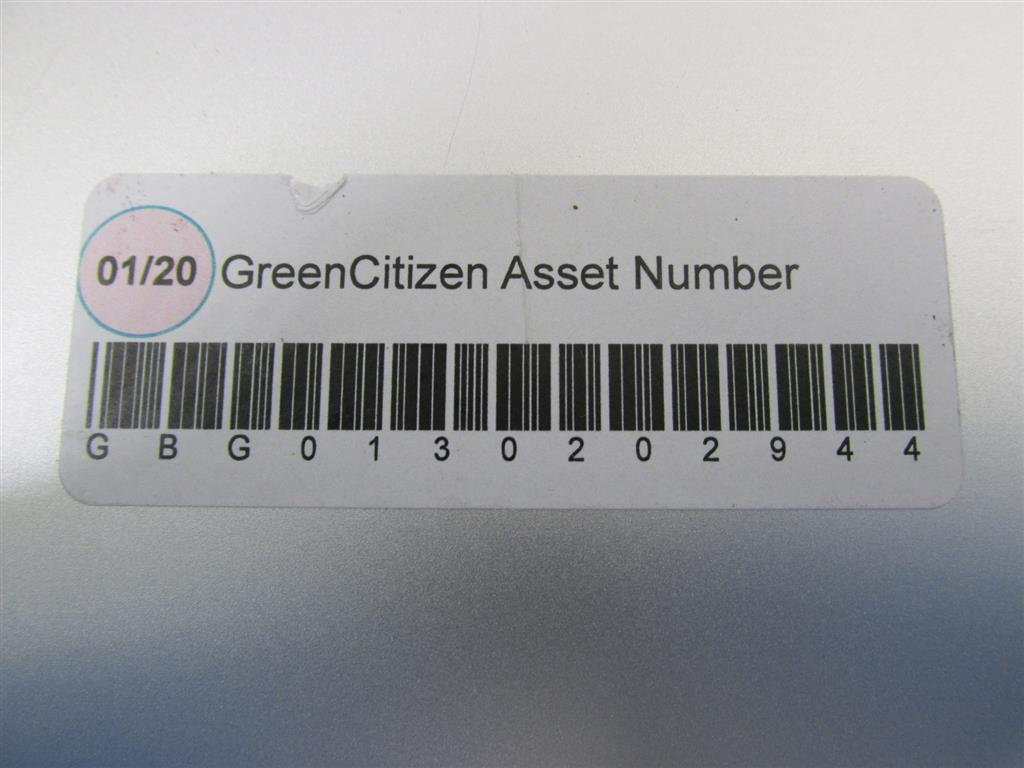 01/20 GreenCitizen Asset Number
G B G 0 1 3 0 2 0 2 9 4 4